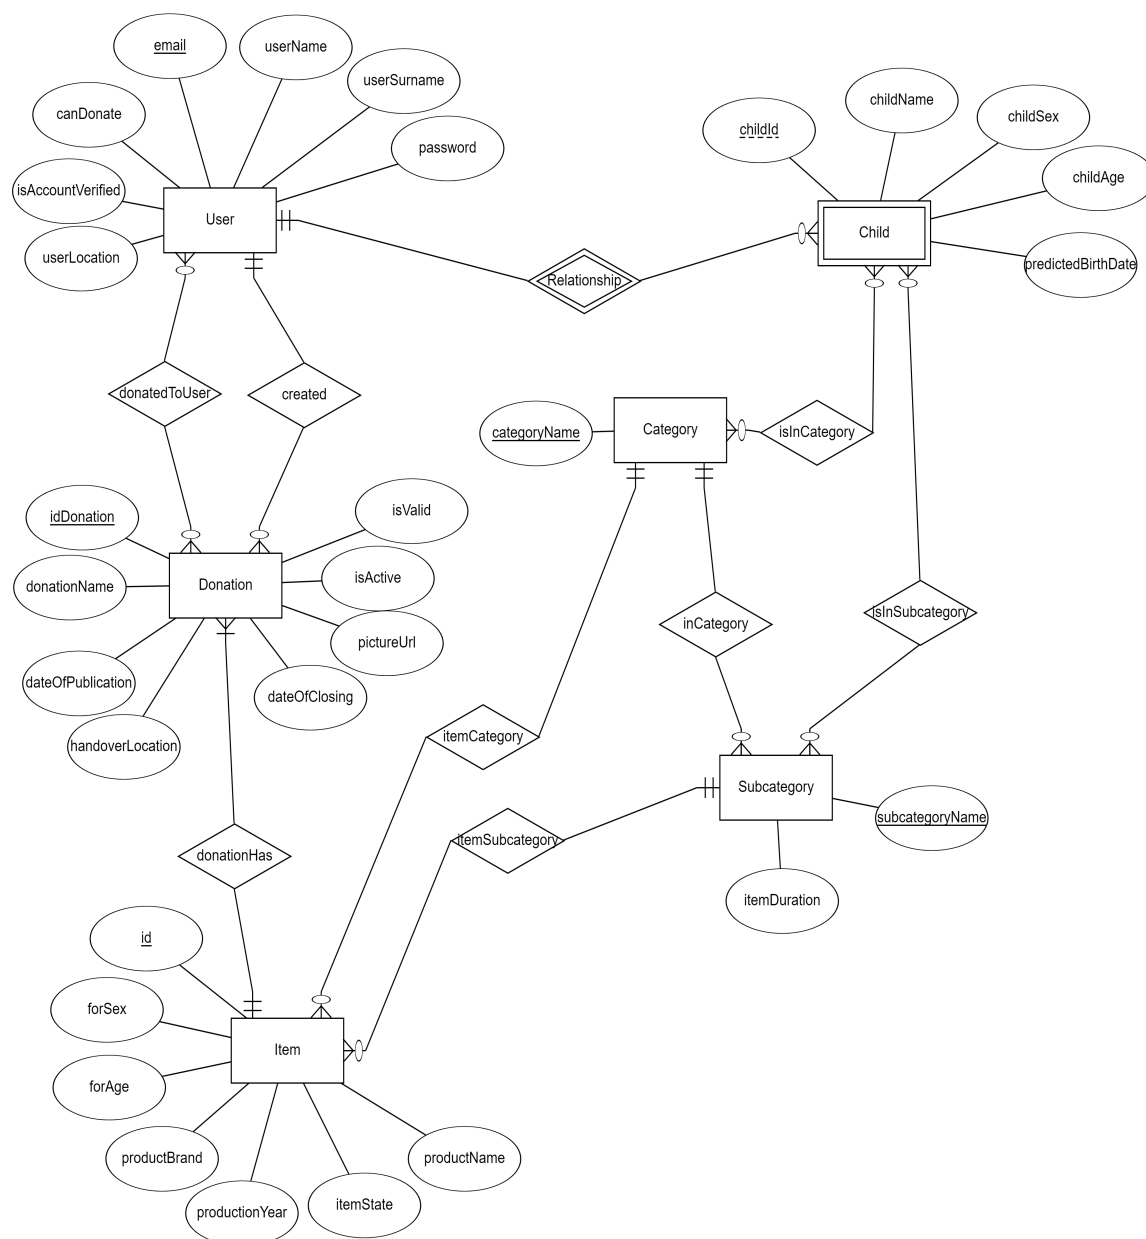 email
userName
userSurname
canDonate
password
isAccountVerified
User
userLocation
childId
childName
childSex
childAge
Child
predictedBirthDate
Relationship
donatedToUser
created
categoryName
Category
isInCategory
idDonation
isValid
donationName
Donation
isActive
pictureUrl
dateOfPublication
dateOfClosing
handoverLocation
inCategory
isInSubcategory
itemCategory
Subcategory
subcategoryName
itemSubcategory
donationHas
itemDuration
id
forSex
Item
forAge
productBrand
productName
productionYear
itemState